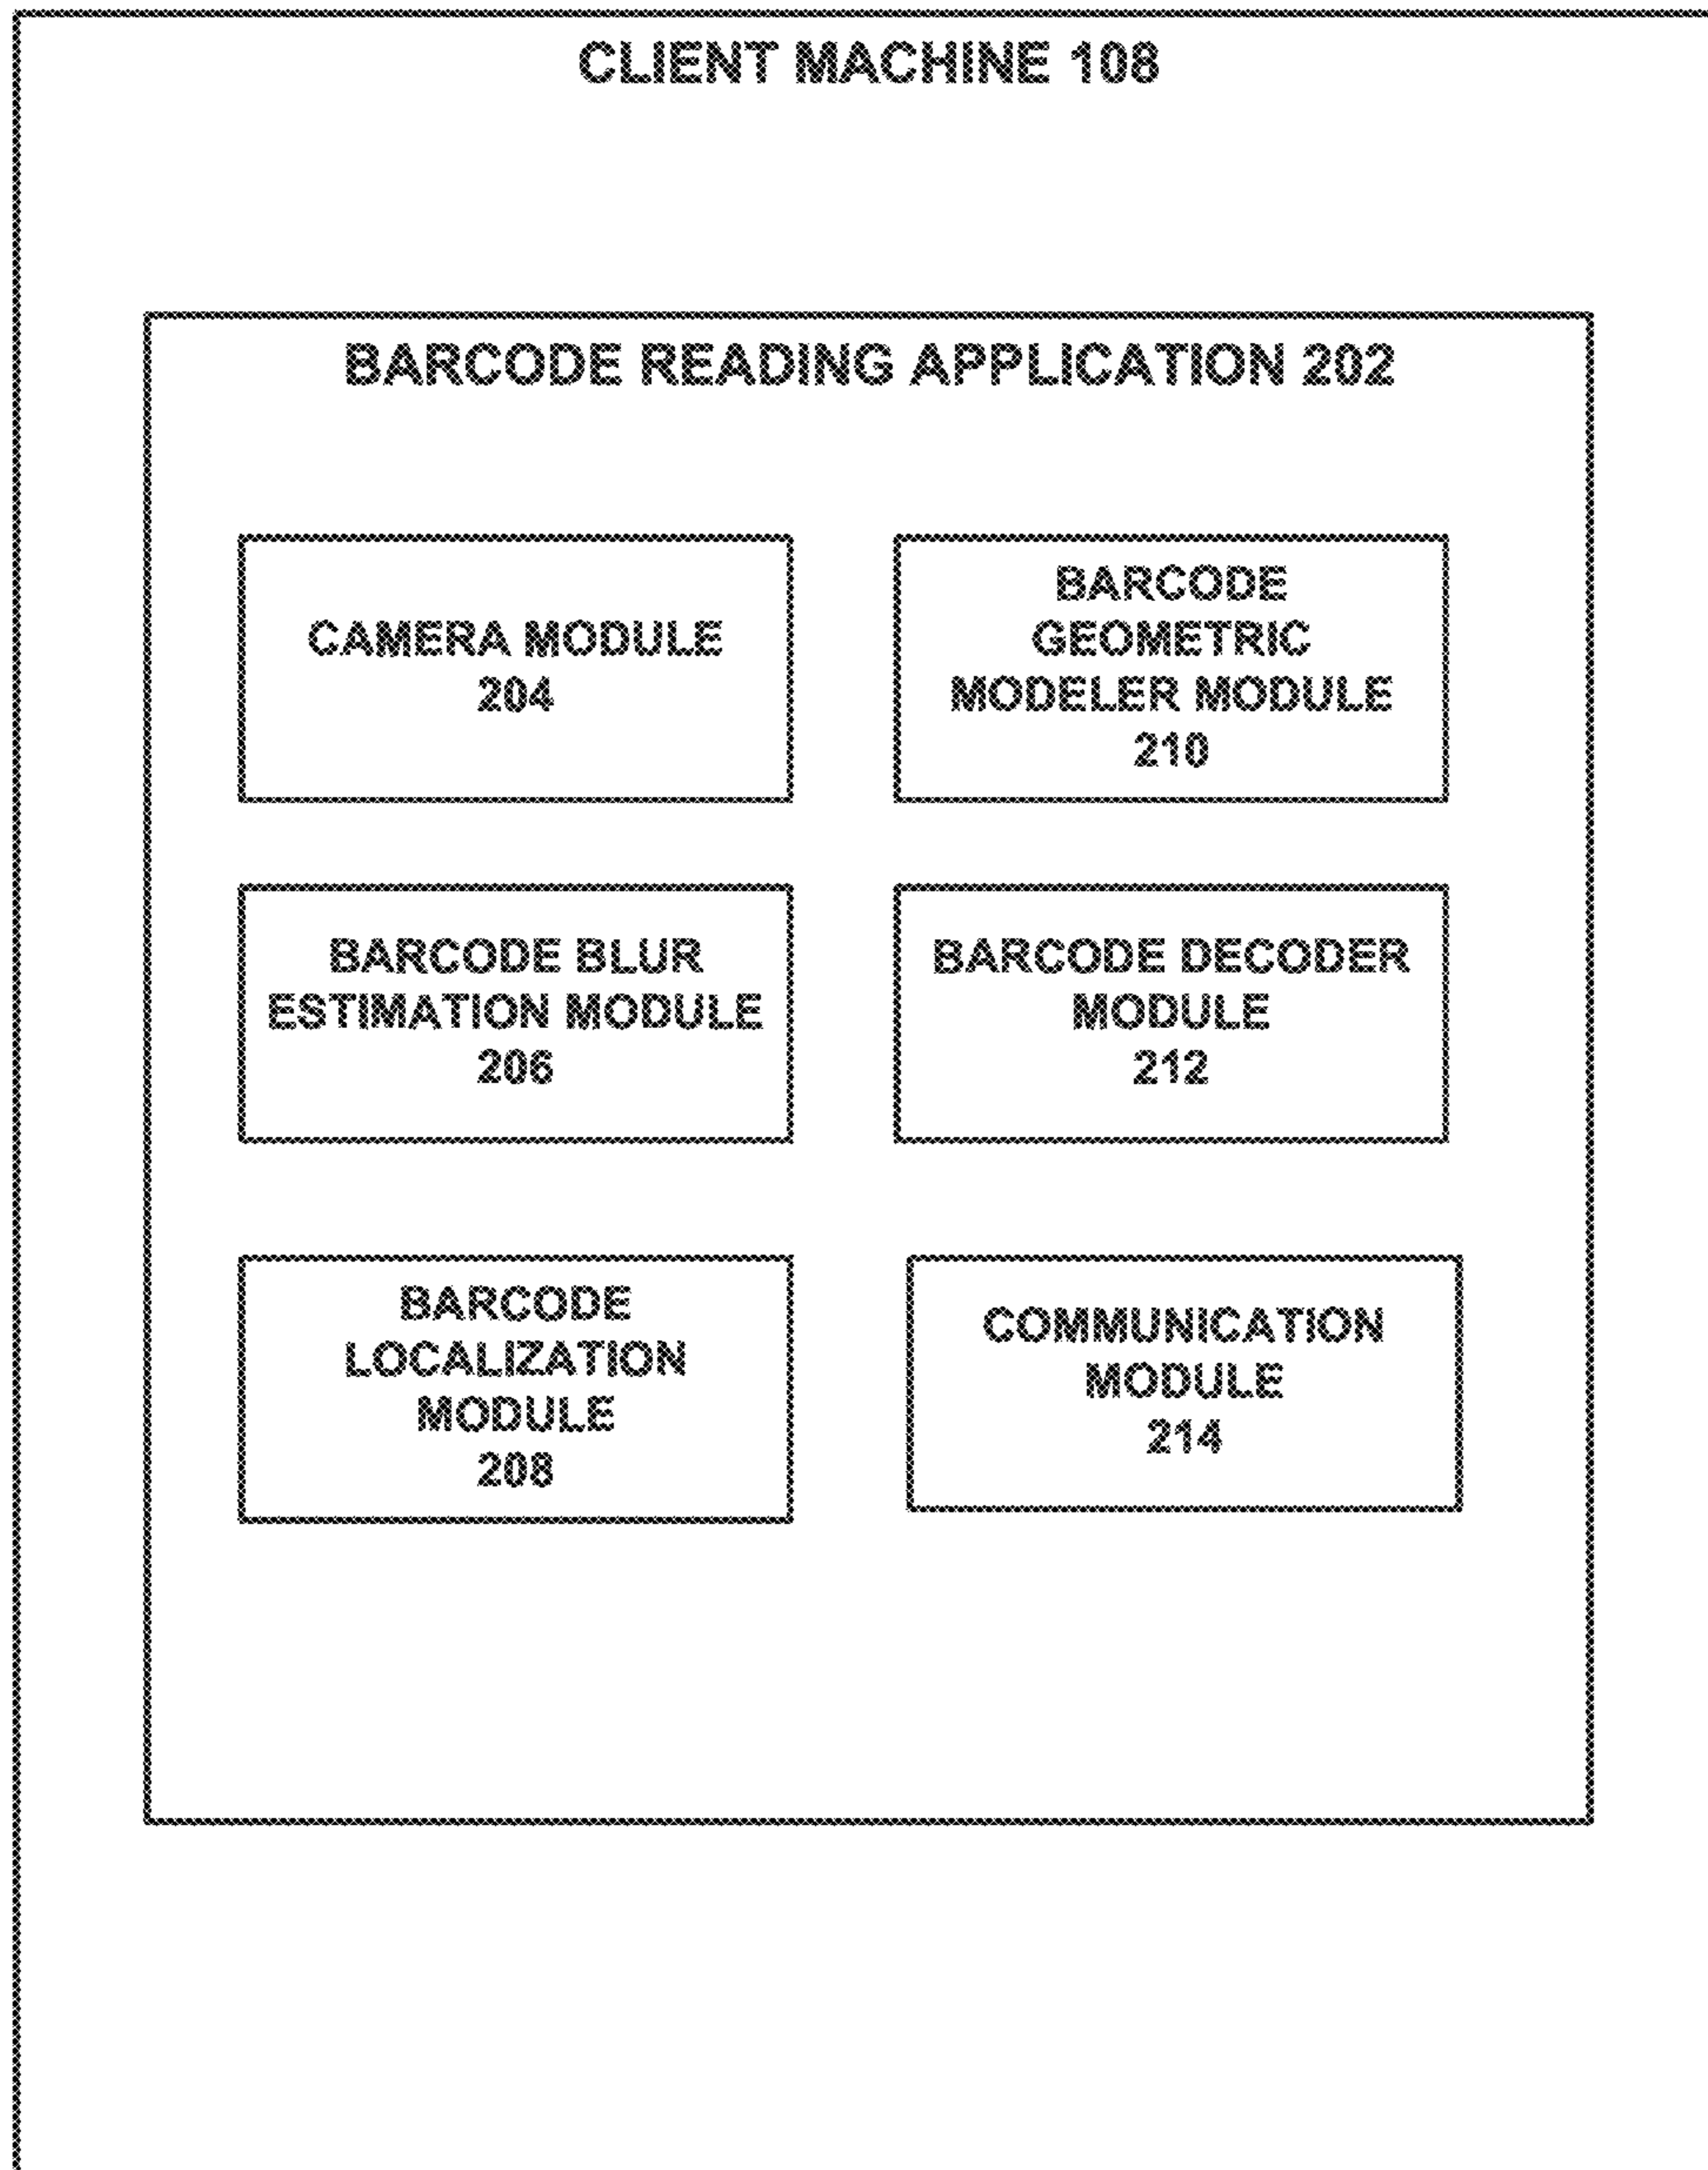 CLIENT MACHINE 108
BARCODE READING APPLICATION 202
CAMERA MODULE
204
BARCODE
GEOMETRIC
MODELER MODULE
210
BARCODE BLUR
ESTIMATION MODULE
206
BARCODE DECODER
MODULE
212
BARCODE
LOCALIZATION
MODULE
208
COMMUNICATION
MODULE
214